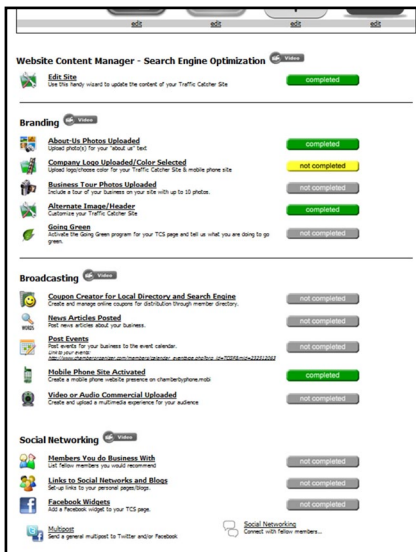 edit edit edit edit
Website Content Manager - Search Engine Optimization Video
Edit Site
Use this handy wizard to update the content of your Traffic Catcher Site
completed
Branding Video
About-Us Photos Uploaded
Upload photo(s) for your "about us" text
completed
Company Logo Uploaded/Color Selected
Upload logo/choose color for your Traffic Catcher Site & mobile phone site
not completed
Business Tour Photos Uploaded
Include a tour of your business on your site with up to 10 photos.
not completed
Alternate Image/Header
Customize your Traffic Catcher Site
completed
Going Green
Activate the Going Green program for your TCS page and tell us what you are doing to go
green.
not completed
Broadcasting Video
Coupon Creator for Local Directory and Search Engine
Create and manage online coupons for distribution through member directory.
not completed
NEWS
News Articles Posted
Post news articles about your business.
not completed
Post Events
Post events for your business to the event calendar.
Link to your events:
not completed
Mobile Phone Site Activated
Create a mobile phone website presence on chamberbyphone.mobi
completed
Video or Audio Commercial Uploaded
Create and upload a multimedia experience for your audience
not completed
Social Networking Video
Members You do Business With
List fellow members you would recommend
not completed
Links to Social Networks and Blogs
Set-up links to your personal pages/blogs.
not completed
Facebook Widgets
Add a Facebook widget to your TCS page.
not completed
Multipost
Send a general multipost to Twitter and/or Facebook
Social Networking
Connect with fellow members...